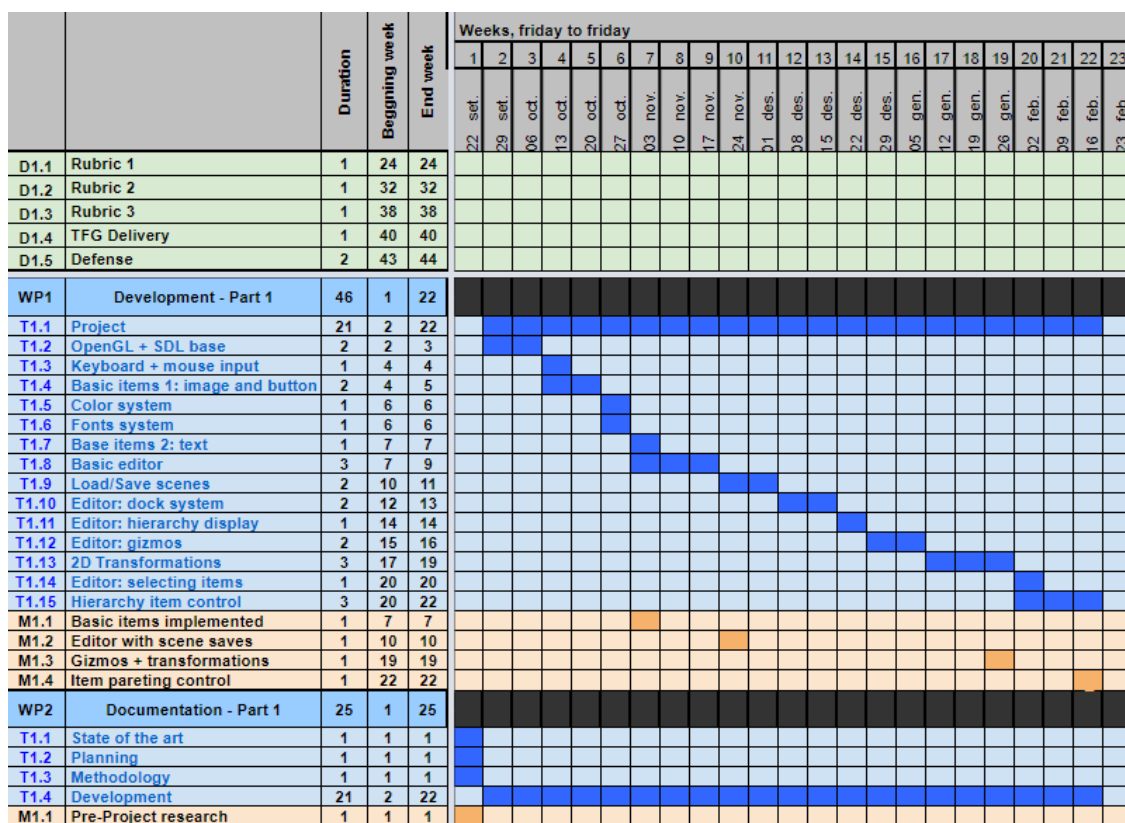 Duration
Beggning week
End week
Weeks, friday to friday
1 2 3 4 5 6 7 8 9 10 11 12 13 14 15 16 17 18 19 20 21 22 23
22 set. 29 set. 06 oct. 13 oct. 20 oct. 27 oct. 03 nov. 10 nov. 17 nov. 24 nov. 01 des. 08 des. 15 des. 22 des. 29 des. 05 gen. 12 gen. 19 gen. 26 gen. 02 feb. 09 feb. 16 feb. 23 feb
D1.1 Rubric 1 1 24 24
D1.2 Rubric 2 1 32 32
D1.3 Rubric 3 1 38 38
D1.4 TFG Delivery 1 40 40
D1.5 Defense 2 43 44
WP1 Development - Part 1 46 1 22
T1.1 Project 21 2 22
T1.2 OpenGL + SDL base 2 2 3
T1.3 Keyboard + mouse input 1 4 4
T1.4 Basic items 1: image and button 2 4 5
T1.5 Color system 1 6 6
T1.6 Fonts system 1 6 6
T1.7 Base items 2: text 1 7 7
T1.8 Basic editor 3 7 9
T1.9 Load/Save scenes 2 10 11
T1.10 Editor: dock system 2 12 13
T1.11 Editor: hierarchy display 1 14 14
T1.12 Editor: gizmos 2 15 16
T1.13 2D Transformations 3 17 19
T1.14 Editor: selecting items 1 20 20
T1.15 Hierarchy item control 3 20 22
M1.1 Basic items implemented 1 7 7
M1.2 Editor with scene saves 1 10 10
M1.3 Gizmos + transformations 1 19 19
M1.4 Item pareting control 1 22 22
WP2 Documentation - Part 1 25 1 25
T1.1 State of the art 1 1 1
T1.2 Planning 1 1 1
T1.3 Methodology 1 1 1
T1.4 Development 21 2 22
M1.1 Pre-Project research 1 1 1